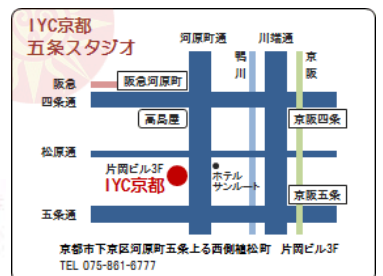 IYC京都
五条スタジオ
河原町通
川端通
鴨川
京阪
阪急
阪急河原町
四条通
高島屋
京阪四条
松原通
片岡ビル3F
IYC京都
ホテル
サンルート
京阪五条
五条通
京都市下京区河原町五条上る西側植松町 片岡ビル3F
TEL 075-861-6777